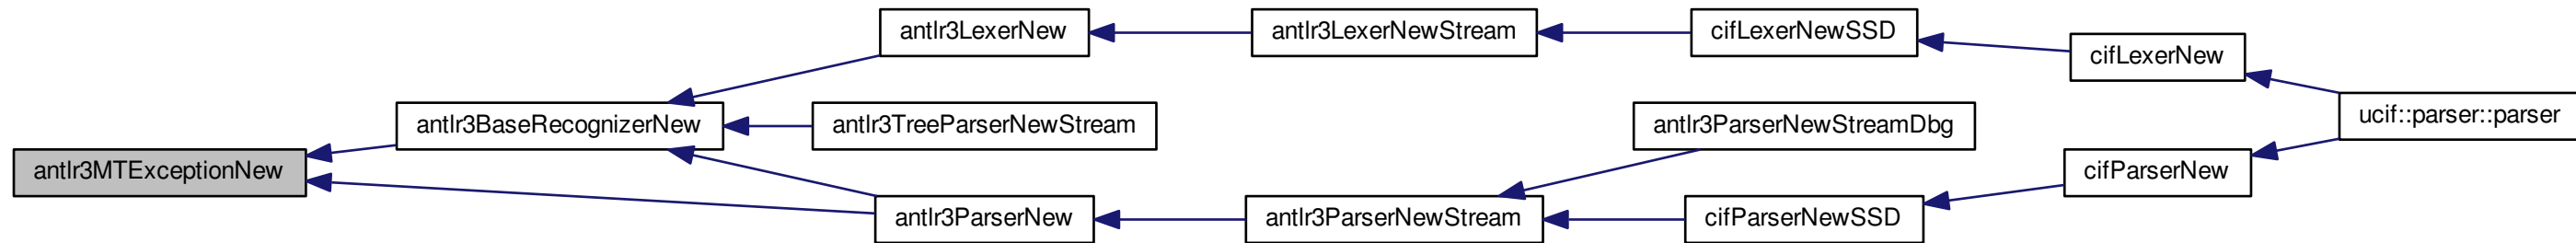 antlr3MTExceptionNew
antlr3BaseRecognizerNew
antlr3LexerNew
antlr3TreeParserNewStream
antlr3ParserNew
antlr3LexerNewStream
antlr3ParserNewStream
cifLexerNewSSD
antlr3ParserNewStreamDbg
cifParserNewSSD
cifLexerNew
cifParserNew
ucif::parser::parser